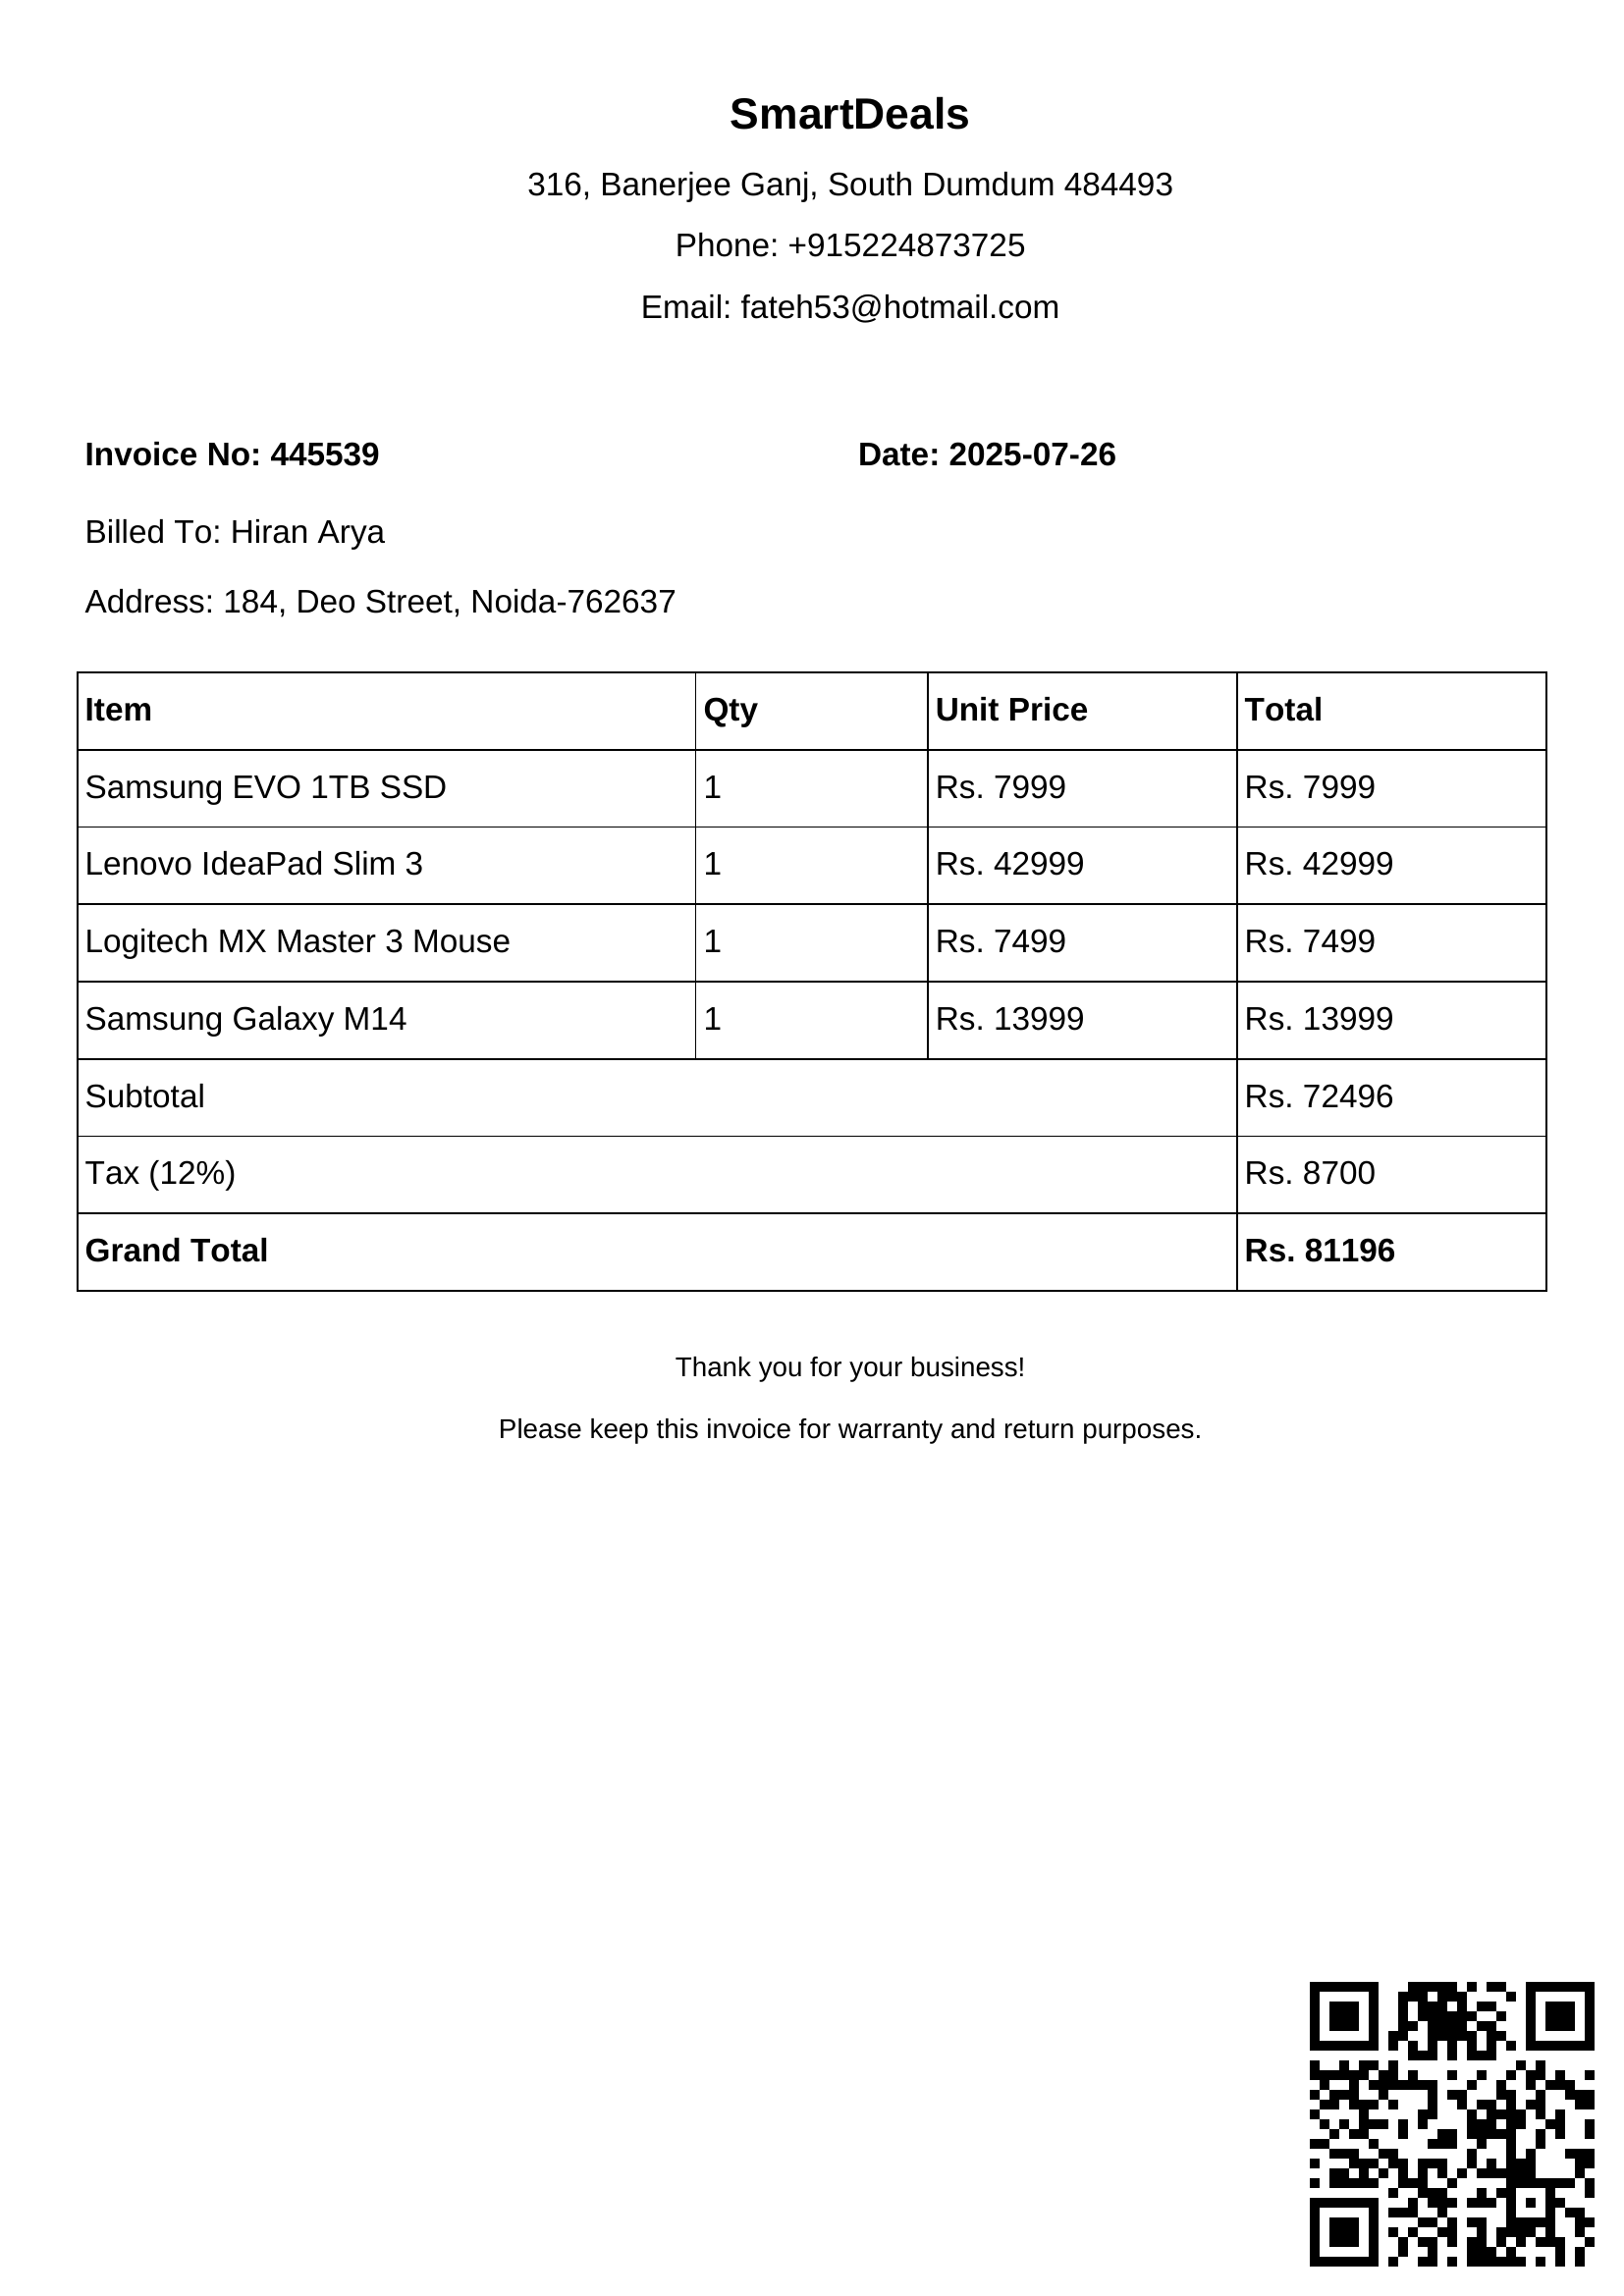 SmartDeals
316, Banerjee Ganj, South Dumdum 484493
Phone: +915224873725
Email: fateh53@hotmail.com
Invoice No: 445539 Date: 2025-07-26
Billed To: Hiran Arya
Address: 184, Deo Street, Noida-762637
Item Qty Unit Price Total
Samsung EVO 1TB SSD 1 Rs. 7999 Rs. 7999
Lenovo IdeaPad Slim 3 1 Rs. 42999 Rs. 42999
Logitech MX Master 3 Mouse 1 Rs. 7499 Rs. 7499
Samsung Galaxy M14 1 Rs. 13999 Rs. 13999
Subtotal Rs. 72496
Tax (12%) Rs. 8700
Grand Total Rs. 81196
Thank you for your business!
Please keep this invoice for warranty and return purposes.